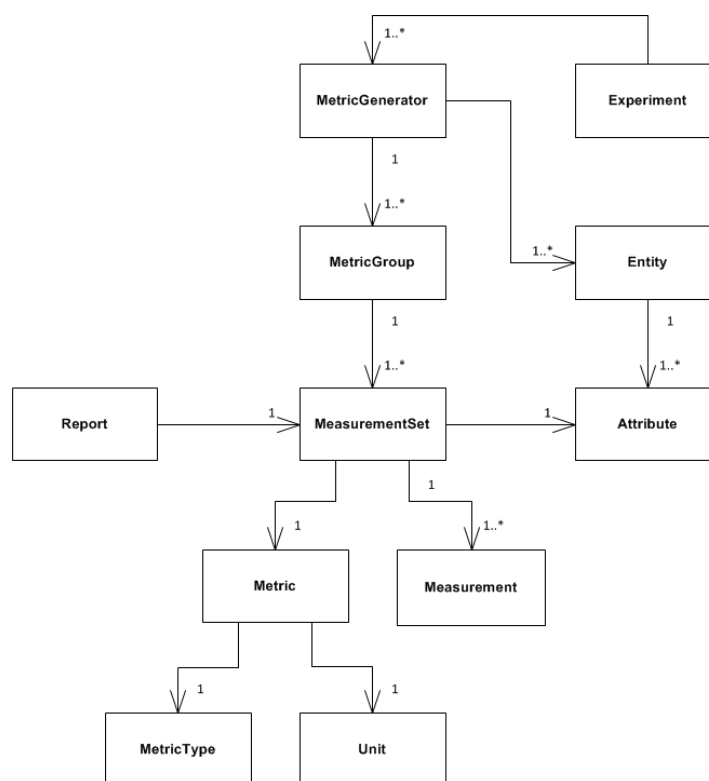 1..*
MetricGenerator
Experiment
1
1..*
1..*
MetricGroup
Entity
1
1
1..*
1..*
Report
1
MeasurementSet
1
Attribute
1
1
1..*
Metric
Measurement
1
1
MetricType
Unit